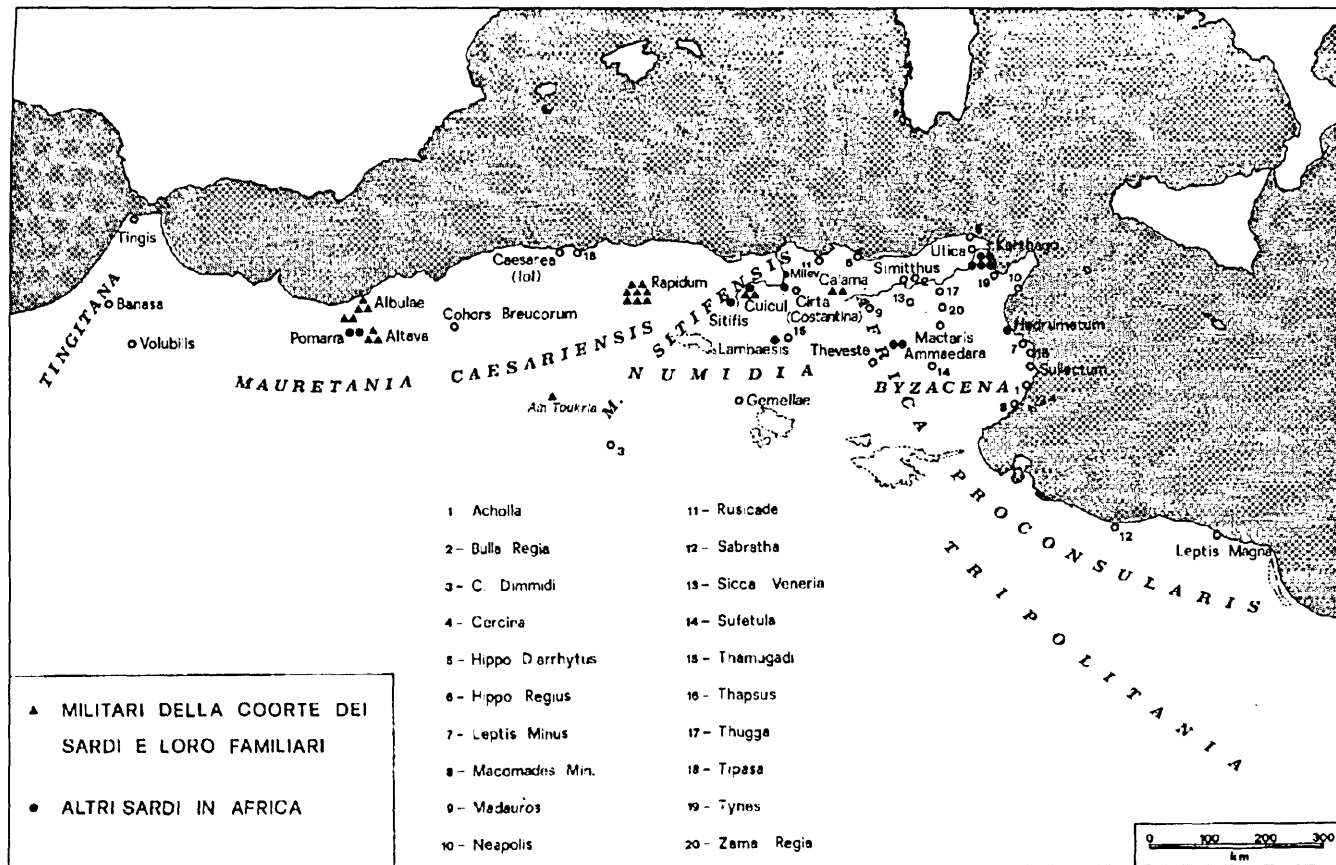 Tingis
TINGITANA
Banasa
Volubilis
Albulae
Pomaria
Altava
Caesarea
(Iol)
18
Cohors Breucorum
MAURETANIA CAESARIENSIS
Rapidum
M. SITIFENSIS
Sitifis
Cuicul
Milev
11
6
Cirta
(Costantina)
Calama
15
Lambaesis
NUMIDIA
Gemellae
Ain Toukria
3
Simitthus
2
Utica
Karthago
19
10
13
17
20
9
Theveste
Mactaris
Ammaedara
14
AFRICA
BYZACENA
Hadrumetum
7
Sullectum
1
8
PROCONSULARIS
TRIPOLITANIA
12
Leptis Magna
1 Acholla
2 - Bulla Regia
3 - C. Dimmidi
4 - Cercina
5 - Hippo Diarrhytus
6 - Hippo Regius
7 - Leptis Minus
8 - Macomades Min.
9 - Madauros
10 - Neapolis
11 - Rusicade
12 - Sabratha
13 - Sicca Veneria
14 - Sufetula
15 - Thamugadi
16 - Thapsus
17 - Thugga
18 - Tipasa
19 - Tynes
20 - Zama Regia
▲ MILITARI DELLA COORTE DEI
SARDI E LORO FAMILIARI
● ALTRI SARDI IN AFRICA
0 100 200 300
km